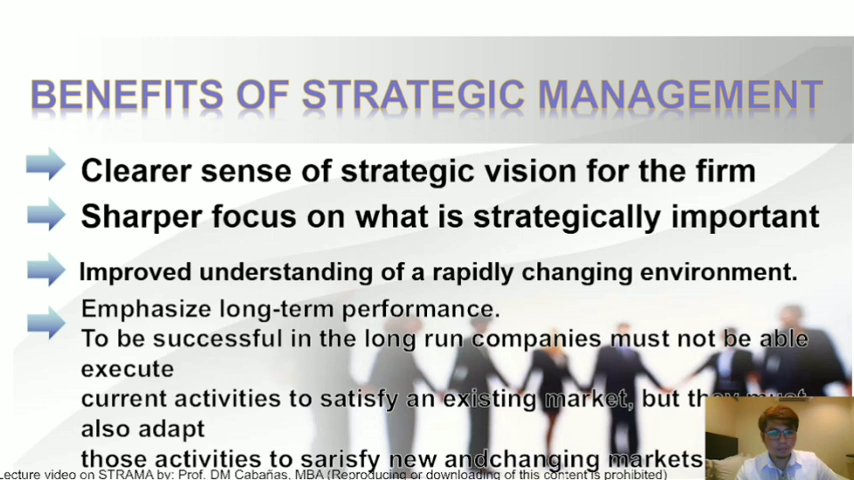 BENEFITS OF STRATEGIC MANAGEMENT
Clearer sense of strategic vision for the firm
Sharper focus on what is strategically important
Improved understanding of a rapidly changing environment.
Emphasize long-term performance.
To be successful in the long run companies must not be able
execute
current activities to satisfy an existing market, but they must
also adapt
those activities to sarisfy new andchanging markets
Lecture video on STRAMA by: Prof. DM Cabañas, MBA (Reproducing or downloading of this content is prohibited)